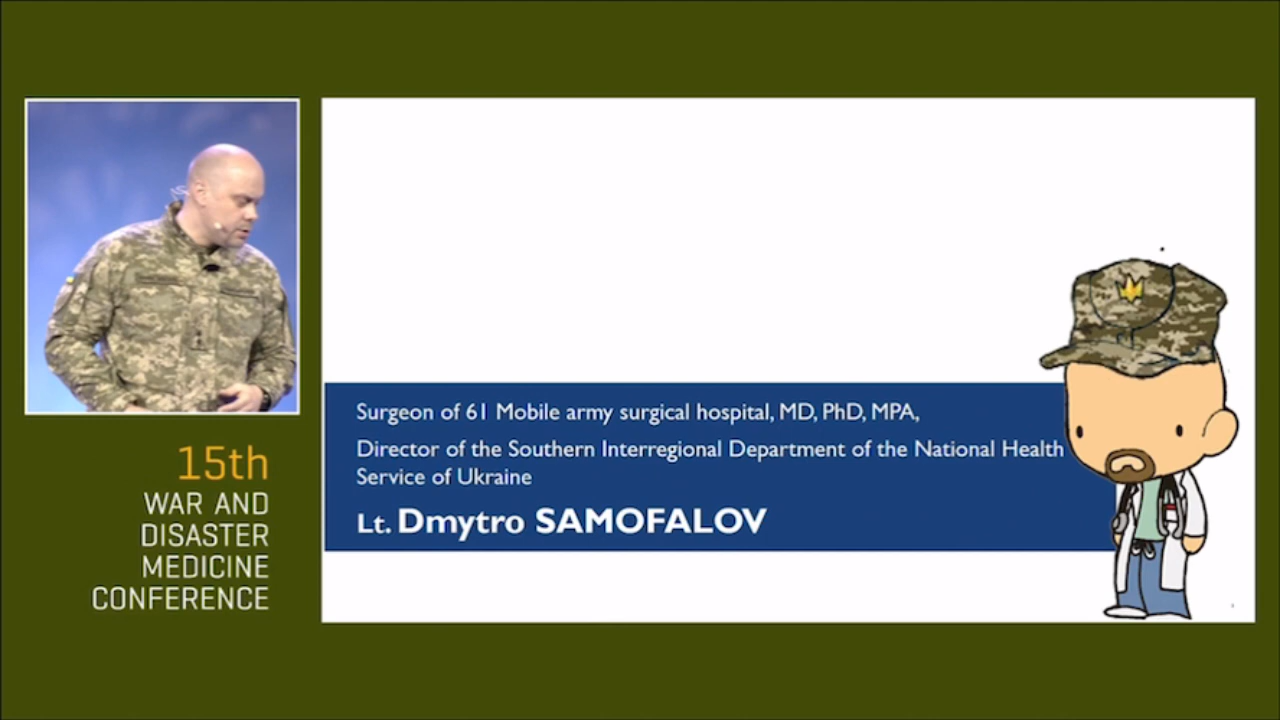 15th
WAR AND
DISASTER
MEDICINE
CONFERENCE
Surgeon of 61 Mobile army surgical hospital, MD, PhD, MPA,
Director of the Southern Interregional Department of the National Health
Service of Ukraine
Lt. Dmytro SAMOFALOV